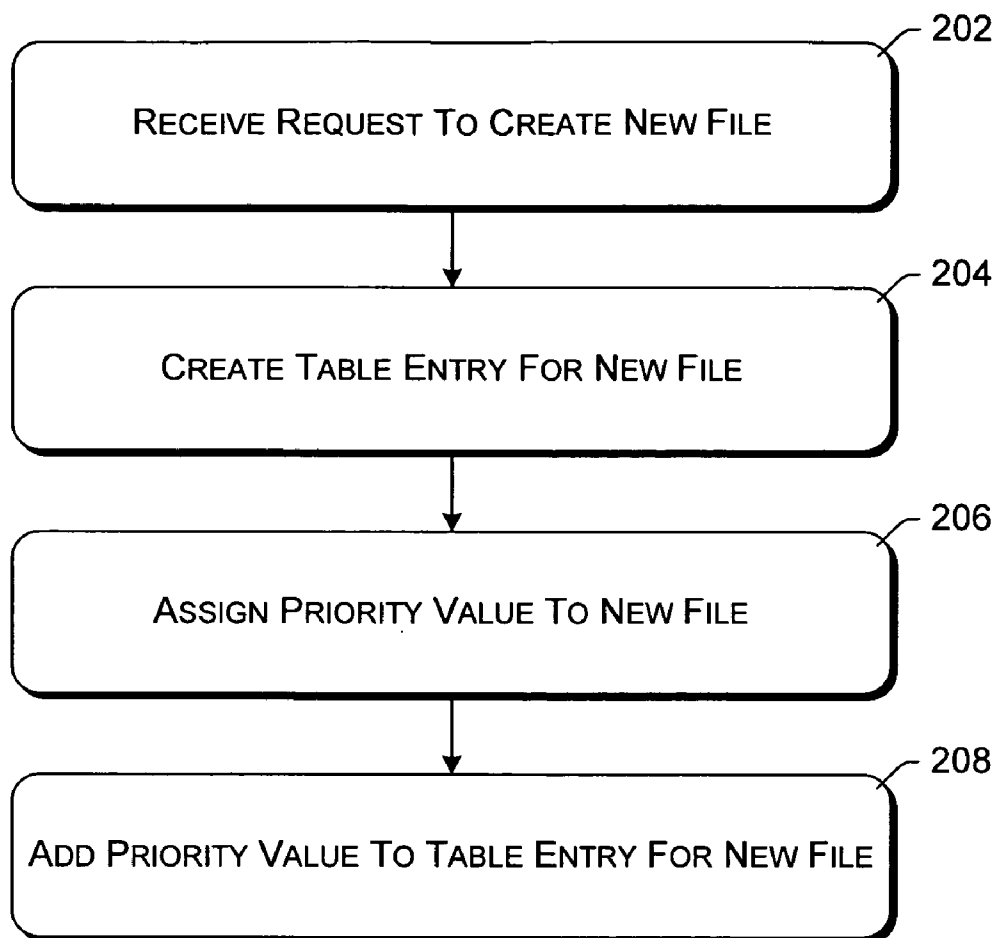 202
RECEIVE REQUEST TO CREATE NEW FILE
204
CREATE TABLE ENTRY FOR NEW FILE
206
ASSIGN PRIORITY VALUE TO NEW FILE
208
ADD PRIORITY VALUE TO TABLE ENTRY FOR NEW FILE